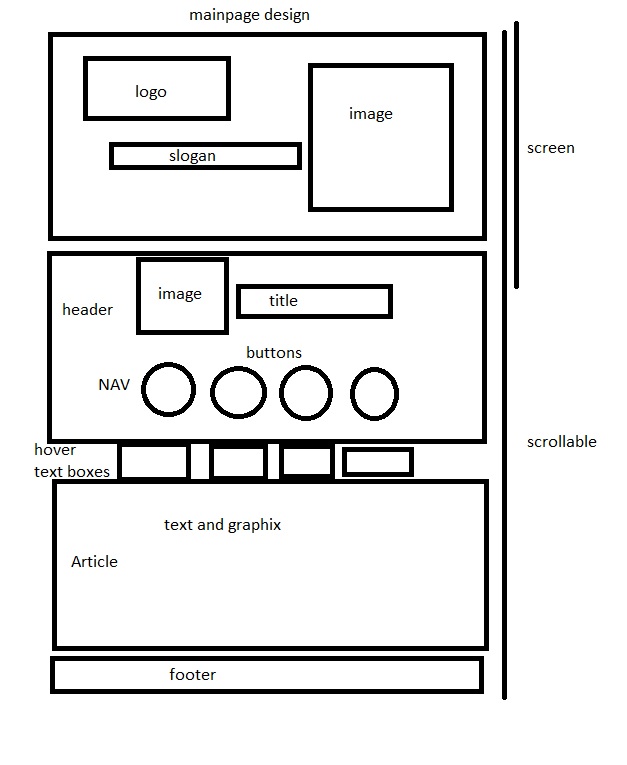 mainpage design
logo
image
slogan
screen
image
title
header
buttons
NAV
scrollable
hover
text boxes
text and graphix
Article
footer